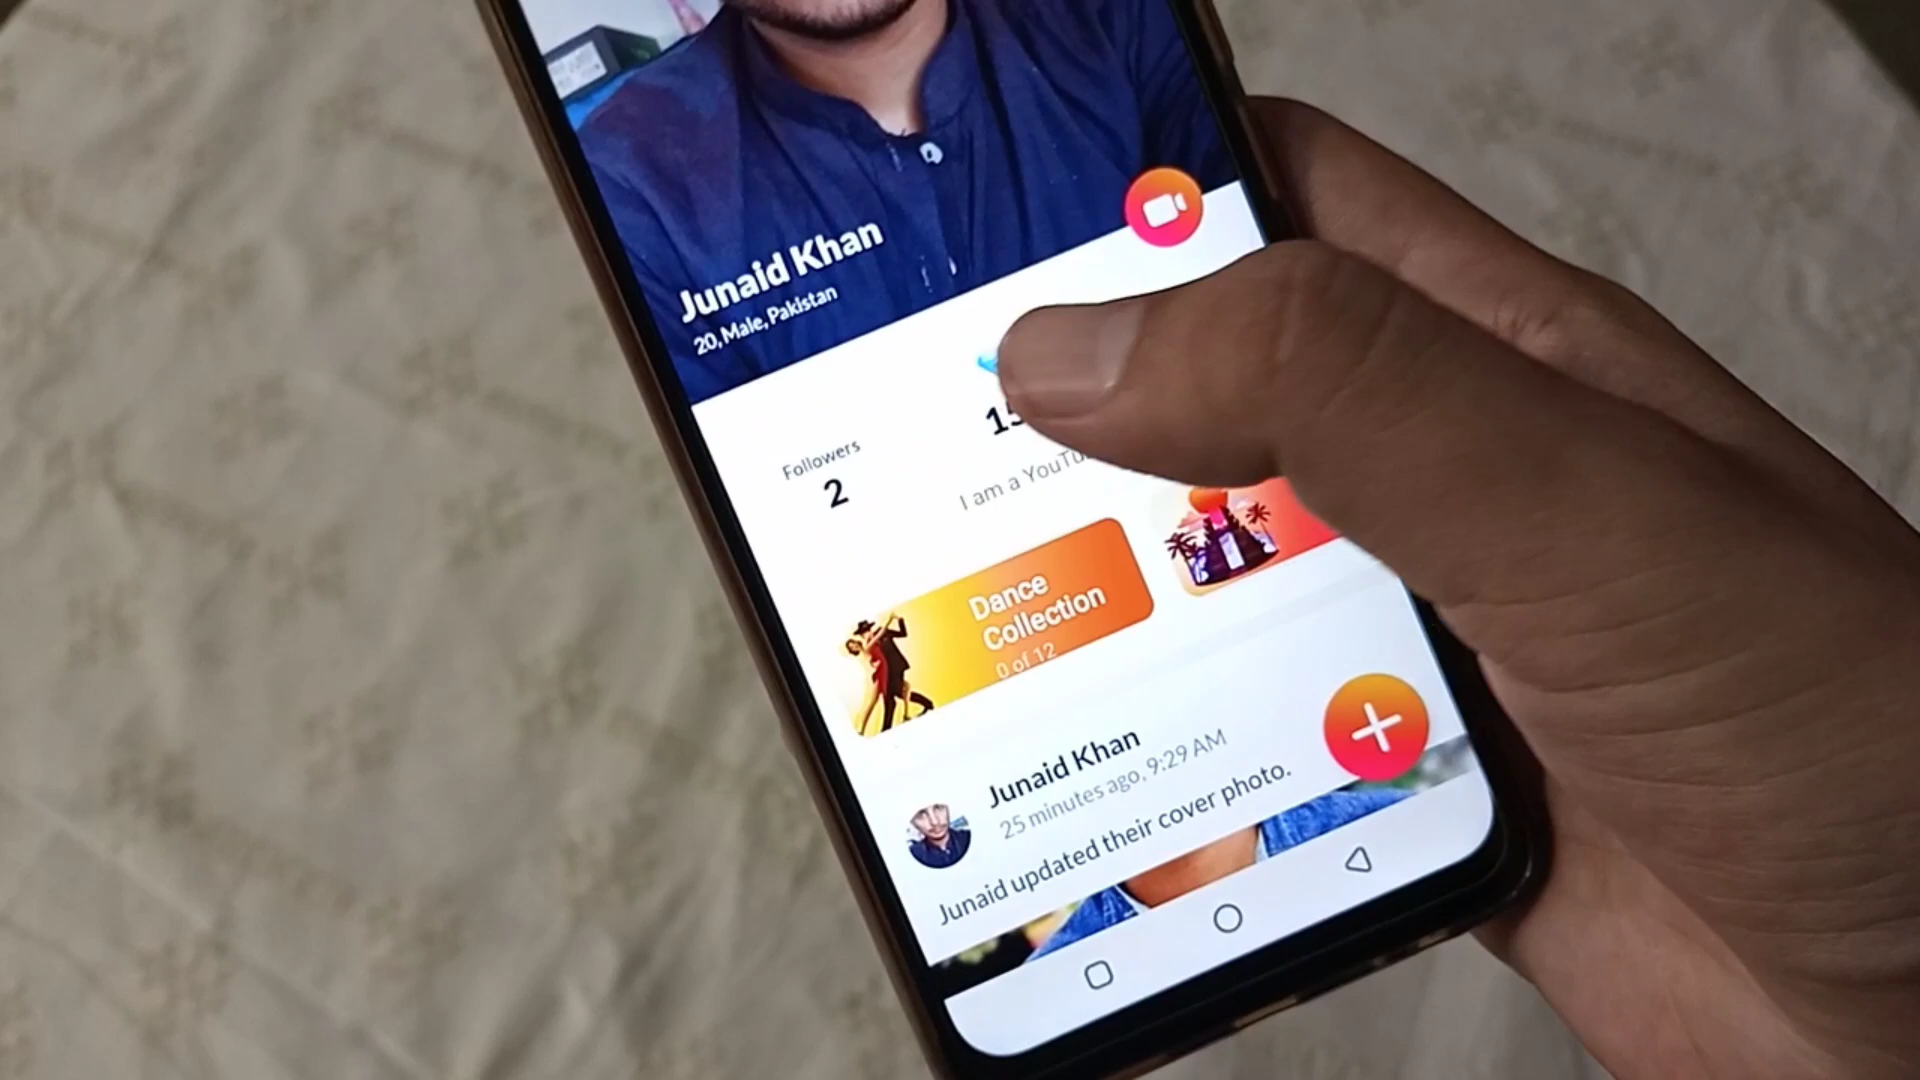 Junaid Khan
20, Male, Pakistan
Followers
2
I am a
Dance
Collection
0 of 12
Junaid Khan
25 minutes ago, 9:29 AM
Junaid updated their cover photo.